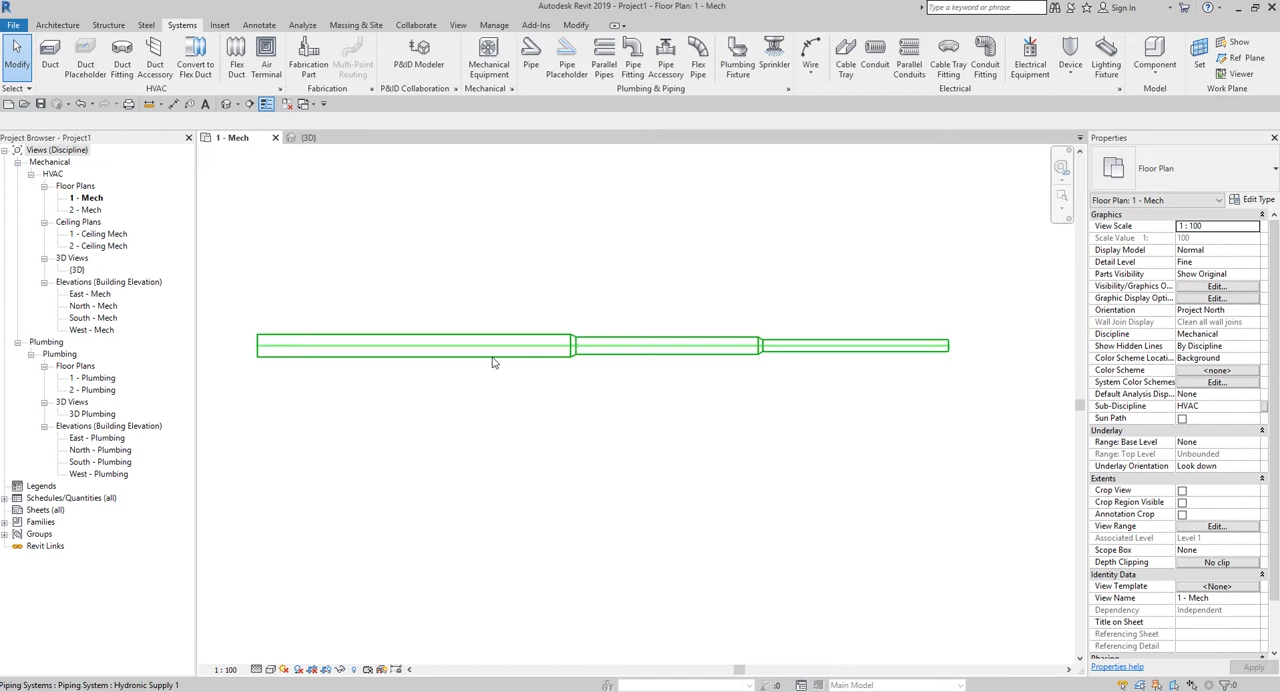 Autodesk Revit 2019 - Project1 - Floor Plan: 1 - Mech
Type a keyword or phrase
Sign In
File Architecture Structure Steel Systems Insert Annotate Analyze Massing & Site Collaborate View Manage Add-Ins Modify
Modify
Duct
Duct Placeholder
Duct Fitting
Duct Accessory
Convert to Flex Duct
Flex Duct
Air Terminal
Fabrication Part
Multi-Point Routing
P&ID Modeler
Mechanical Equipment
Pipe
Pipe Placeholder
Parallel Pipes
Pipe Fitting
Pipe Accessory
Flex Pipe
Plumbing Fixture
Sprinkler
Wire
Cable Tray
Conduit
Parallel Conduits
Cable Tray Fitting
Conduit Fitting
Electrical Equipment
Device
Lighting Fixture
Component
Set
Show
Ref Plane
Viewer
Select HVAC Fabrication P&ID Collaboration Mechanical Plumbing & Piping Electrical Model Work Plane
Project Browser - Project1
Views (Discipline)
Mechanical
HVAC
Floor Plans
1 - Mech
2 - Mech
Ceiling Plans
1 - Ceiling Mech
2 - Ceiling Mech
3D Views
{3D}
Elevations (Building Elevation)
East - Mech
North - Mech
South - Mech
West - Mech
Plumbing
Plumbing
Floor Plans
1 - Plumbing
2 - Plumbing
3D Views
3D Plumbing
Elevations (Building Elevation)
East - Plumbing
North - Plumbing
South - Plumbing
West - Plumbing
Legends
Schedules/Quantities (all)
Sheets (all)
Families
Groups
Revit Links
1 - Mech
{3D}
Properties
Floor Plan
Floor Plan: 1 - Mech
Edit Type
Graphics
View Scale 1 : 100
Scale Value 1: 100
Display Model Normal
Detail Level Fine
Parts Visibility Show Original
Visibility/Graphics O... Edit...
Graphic Display Opti... Edit...
Orientation Project North
Wall Join Display Clean all wall joins
Discipline Mechanical
Show Hidden Lines By Discipline
Color Scheme Locati... Background
Color Scheme <none>
System Color Schemes Edit...
Default Analysis Disp... None
Sub-Discipline HVAC
Sun Path
Underlay
Range: Base Level None
Range: Top Level Unbounded
Underlay Orientation Look down
Extents
Crop View
Crop Region Visible
Annotation Crop
View Range Edit...
Associated Level Level 1
Scope Box None
Depth Clipping No clip
Identity Data
View Template <None>
View Name 1 - Mech
Dependency Independent
Title on Sheet
Referencing Sheet
Referencing Detail
Phasing
Properties help
Apply
1 : 100
Piping Systems : Piping System : Hydronic Supply 1
:0
Main Model
:0